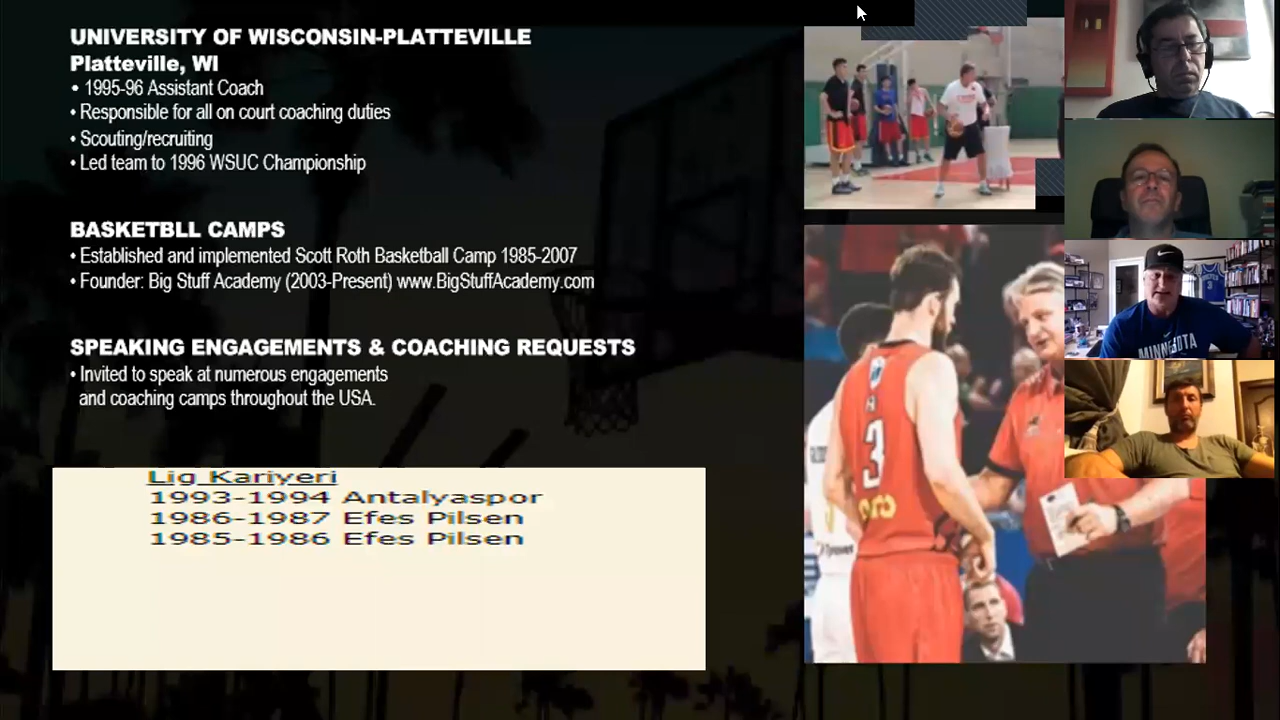 UNIVERSITY OF WISCONSIN-PLATTEVILLE
Platteville, WI
• 1995-96 Assistant Coach
• Responsible for all on court coaching duties
• Scouting/recruiting
• Led team to 1996 WSUC Championship
BASKETBLL CAMPS
• Established and implemented Scott Roth Basketball Camp 1985-2007
• Founder: Big Stuff Academy (2003-Present) www.BigStuffAcademy.com
SPEAKING ENGAGEMENTS & COACHING REQUESTS
• Invited to speak at numerous engagements
and coaching camps throughout the USA.
Lig Kariyeri
1993-1994 Antalyaspor
1986-1987 Efes Pilsen
1985-1986 Efes Pilsen
3
MINNESOTA